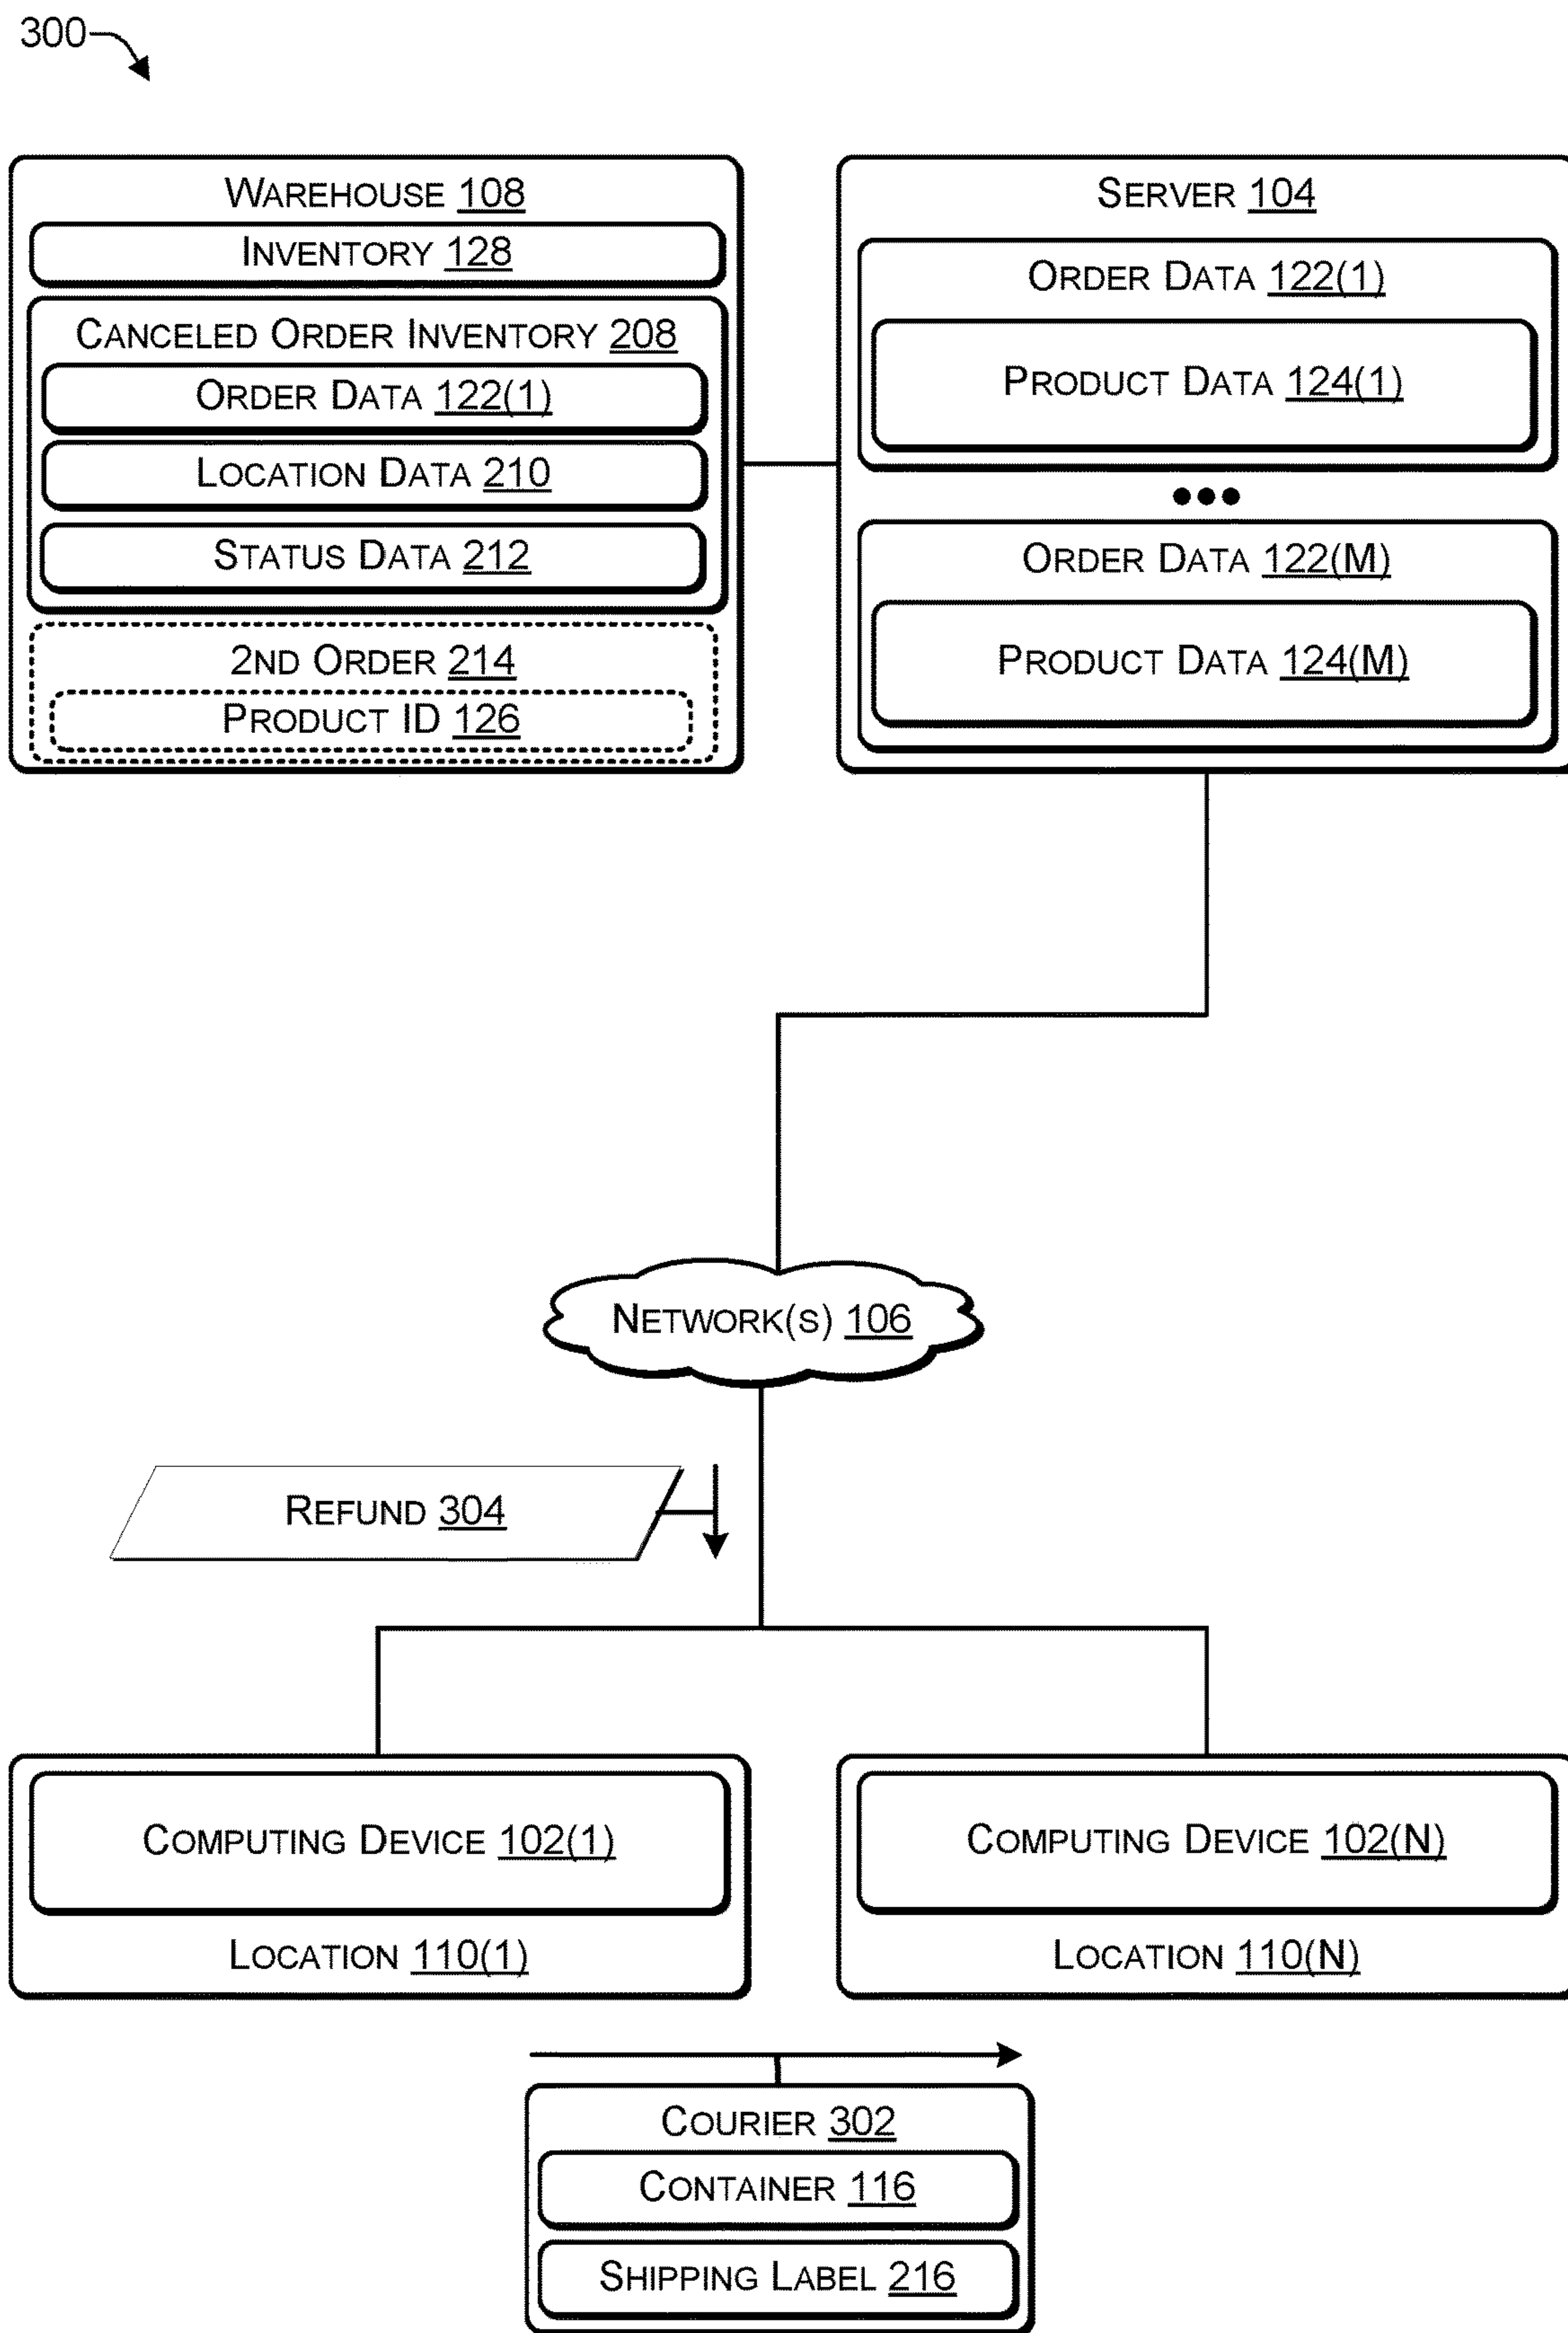 300
WAREHOUSE 108
INVENTORY 128
CANCELED ORDER INVENTORY 208
ORDER DATA 122(1)
LOCATION DATA 210
STATUS DATA 212
2ND ORDER 214
PRODUCT ID 126
SERVER 104
ORDER DATA 122(1)
PRODUCT DATA 124(1)
ORDER DATA 122(M)
PRODUCT DATA 124(M)
NETWORK(S) 106
REFUND 304
COMPUTING DEVICE 102(1)
LOCATION 110(1)
COMPUTING DEVICE 102(N)
LOCATION 110(N)
COURIER 302
CONTAINER 116
SHIPPING LABEL 216